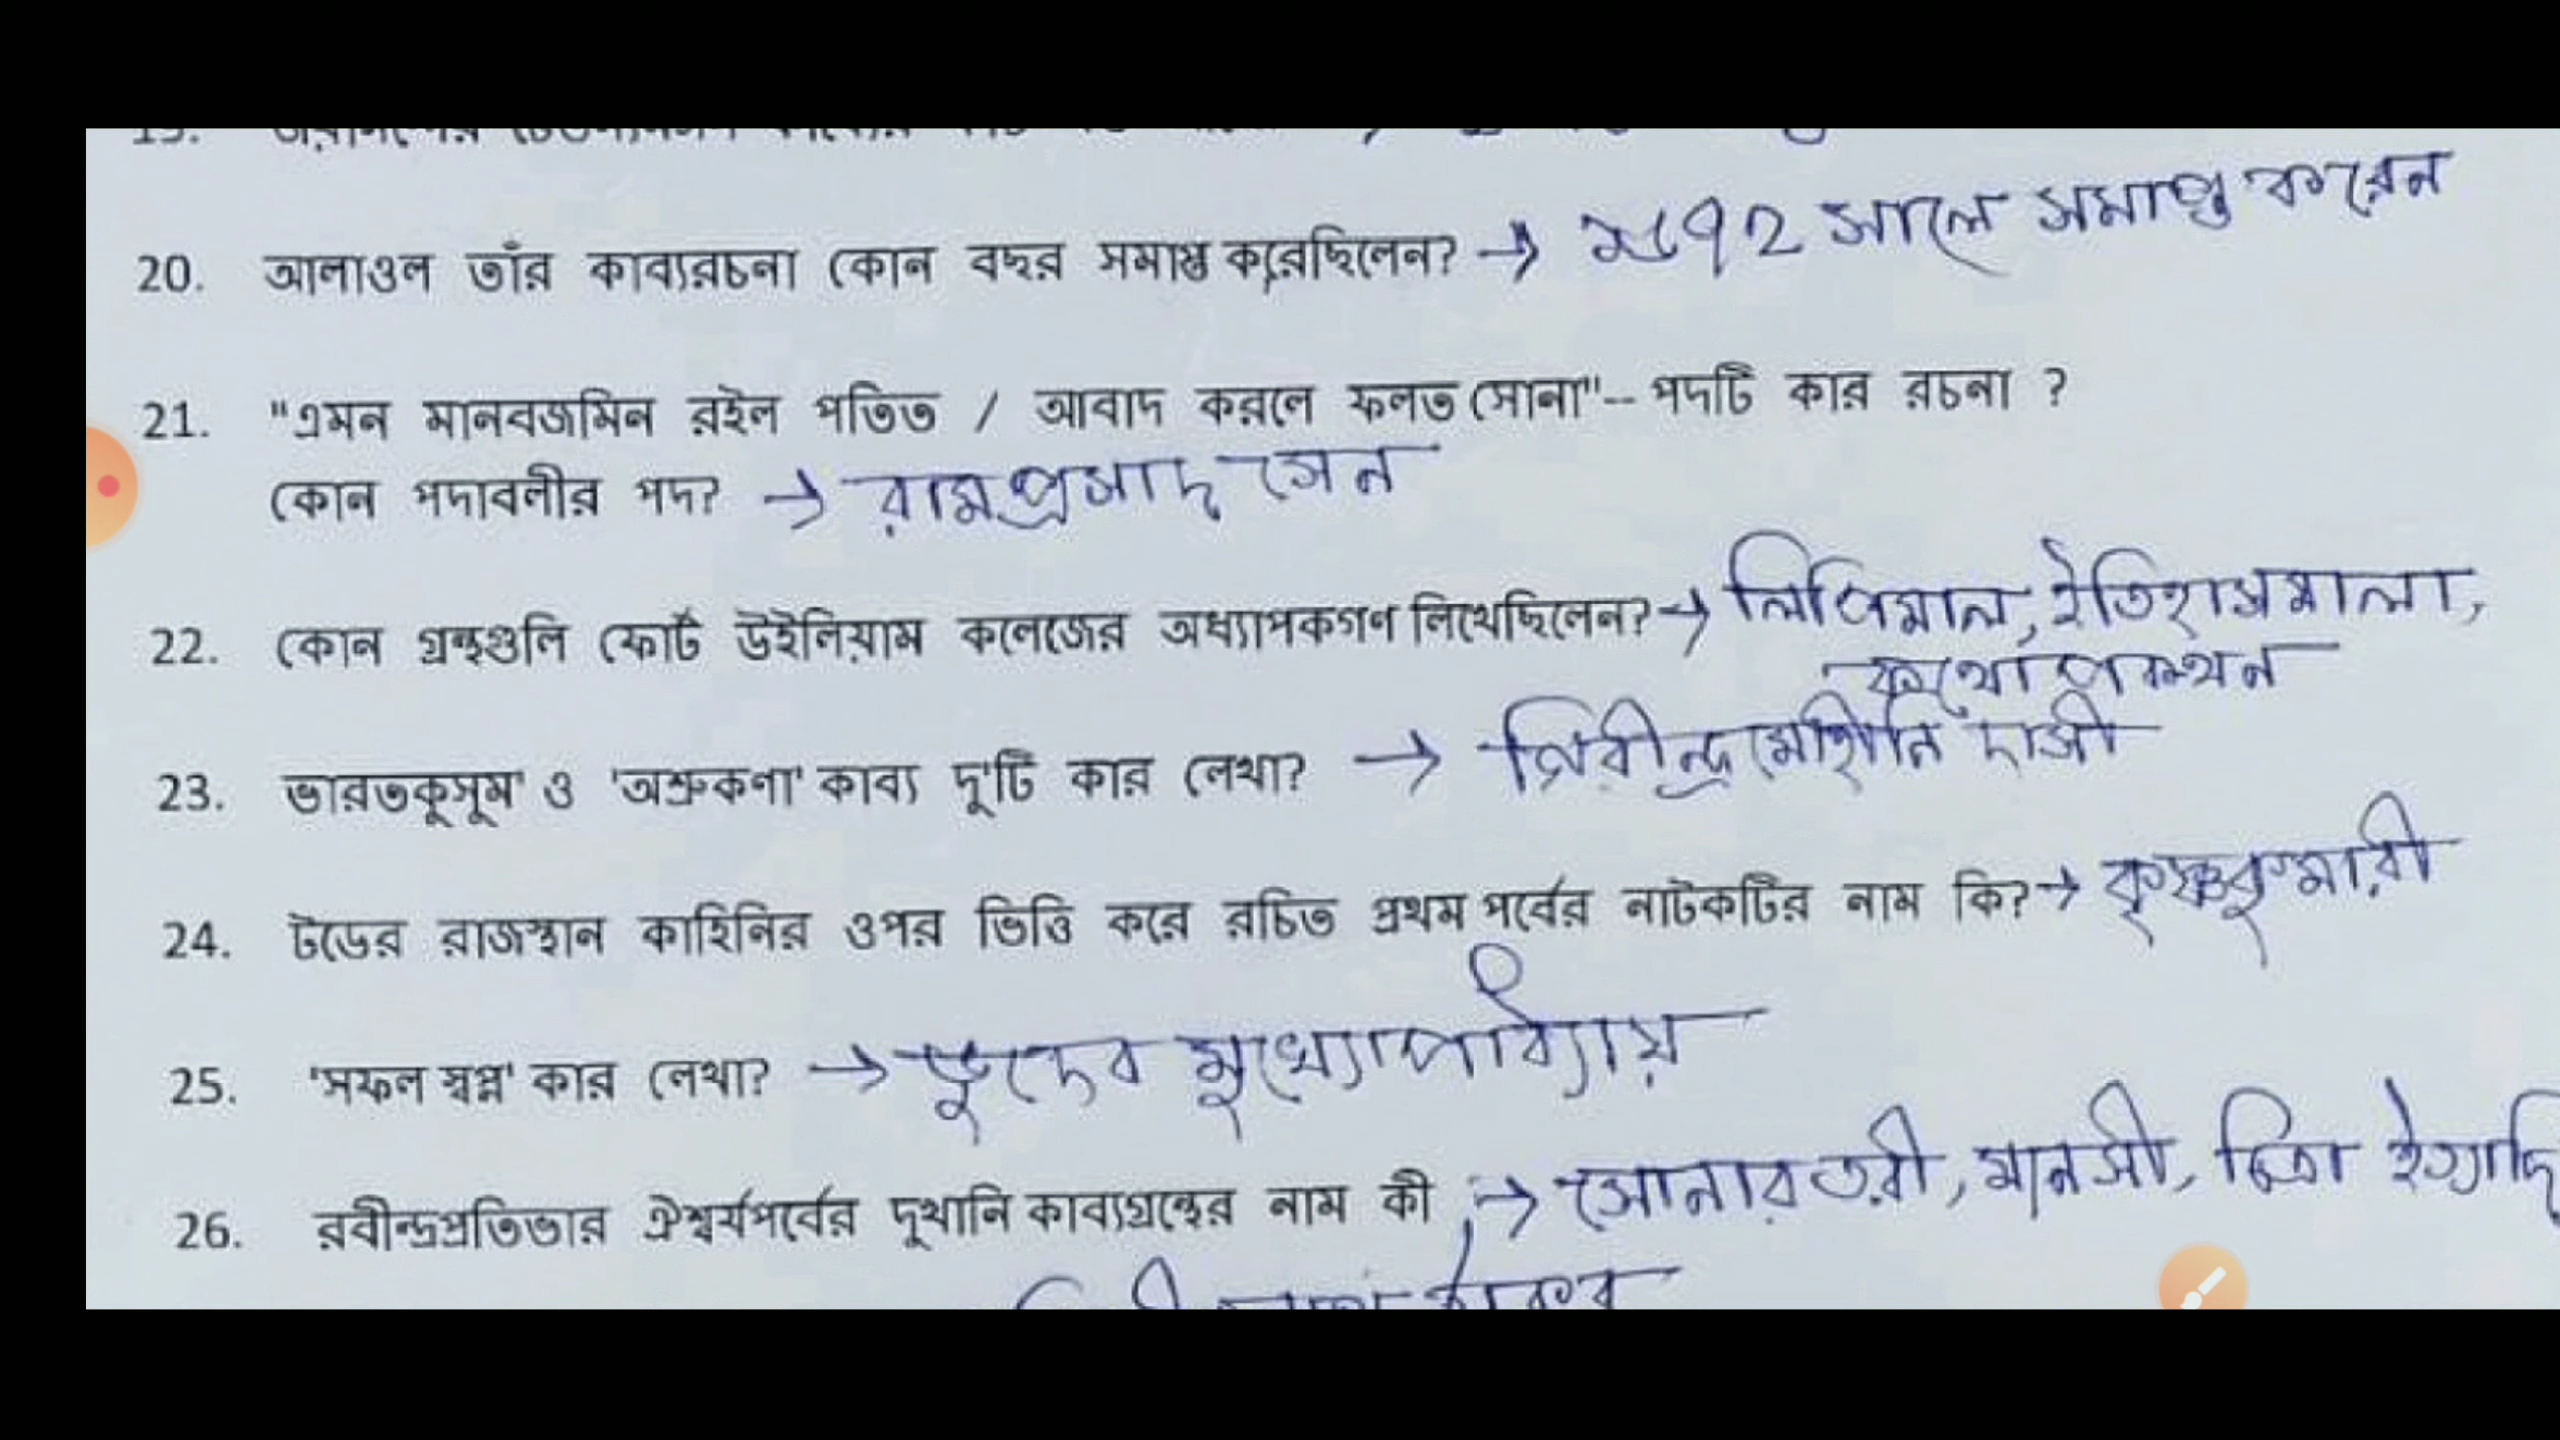 20. আলাওল তাঁর কাব্যরচনা কোন বছর সমাপ্ত করেছিলেন? → ১৬৭২ সালে সমাপ্ত করেন
21. "এমন মানবজমিন রইল পতিত / আবাদ করলে ফলত সোনা"– পদটি কার রচনা ?
কোন পদাবলীর পদ? → রামপ্রসাদ সেন
22. কোন গ্রন্থগুলি ফোর্ট উইলিয়াম কলেজের অধ্যাপকগণ লিখেছিলেন? → লিপিমাল, ইতিহাসমালা,
কথোপকথন
23. ভারতকুসুম' ও 'অশ্রুকণা' কাব্য দু'টি কার লেখা? → দাসী
24. টডের রাজস্থান কাহিনির ওপর ভিত্তি করে রচিত প্রথম পর্বের নাটকটির নাম কি? → কৃষ্ণকুমারী
25. 'সফল স্বপ্ন' কার লেখা? → ভুদেব মুখ্যোপাধ্যায়
26. রবীন্দ্রপ্রতিভার ঐশ্বর্যপর্বের দুখানি কাব্যগ্রন্থের নাম কী → সোনারতরী, মানসী, চিত্রা ইত্যাদি